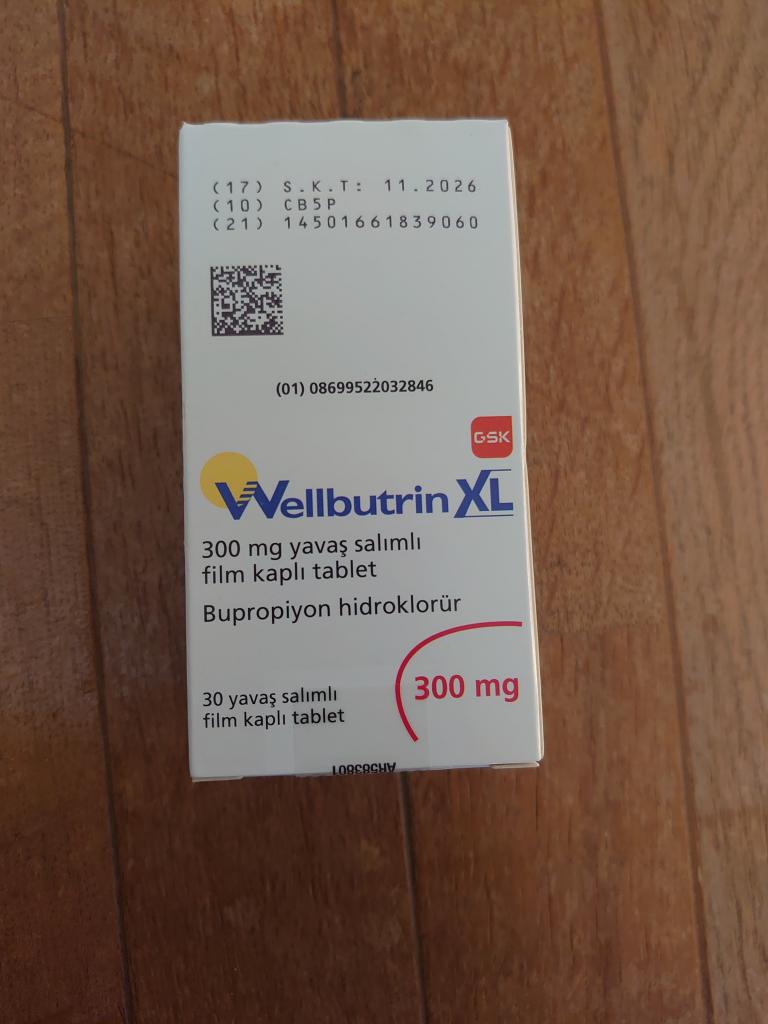 (17) S.K.T: 11.2026
(10) CB5P
(21) 14501661839060
(01) 08699522032846
GSK
Wellbutrin XL
300 mg yavaş salımlı
film kaplı tablet
Bupropiyon hidroklorür
300 mg
30 yavaş salımlı
film kaplı tablet
AR583801